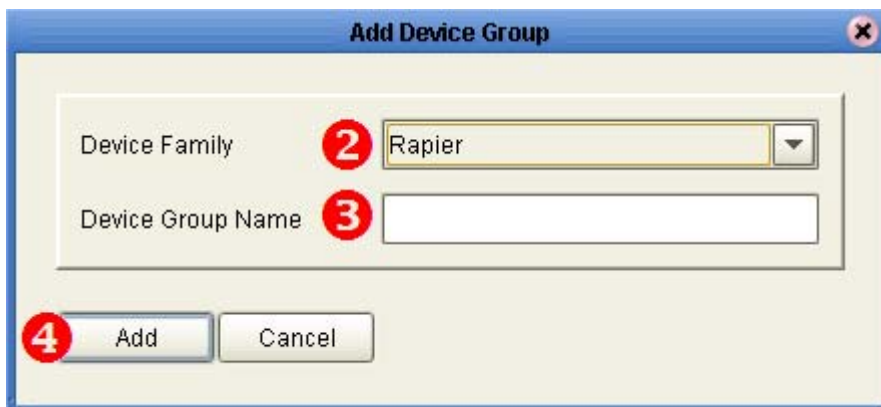 Add Device Group
Device Family 2 Rapier
Device Group Name 3
4 Add Cancel